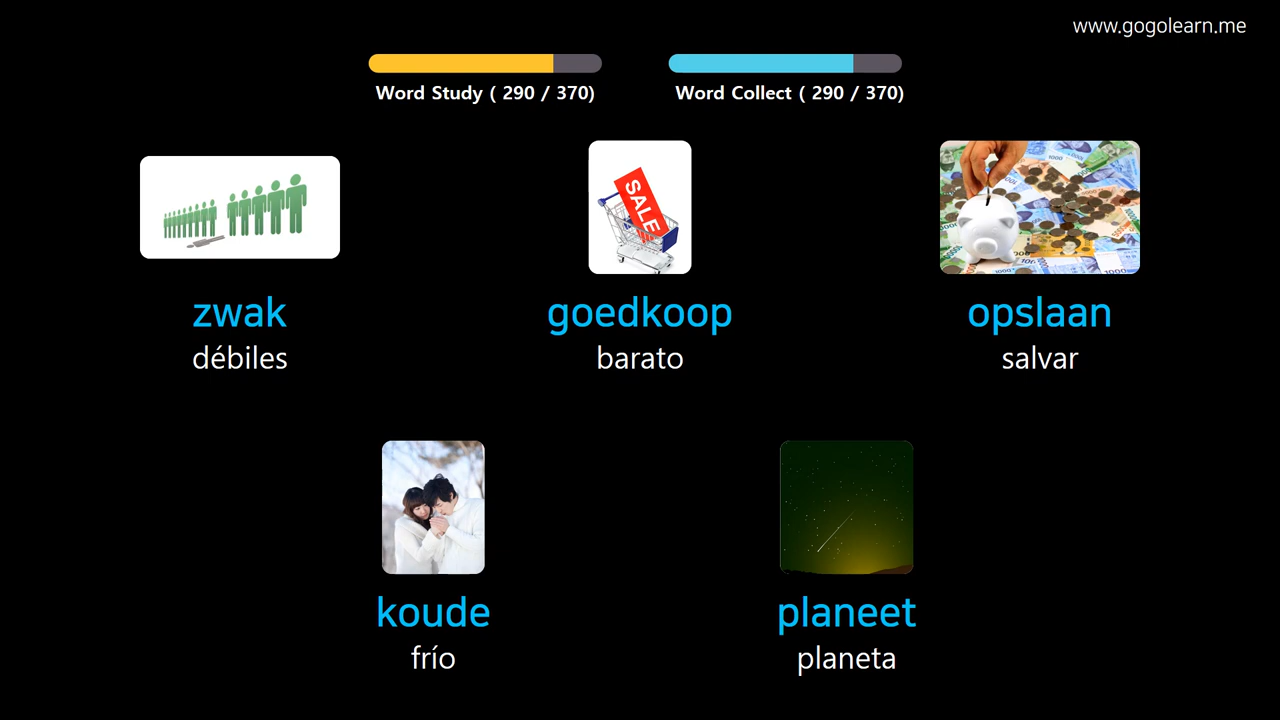 www.gogolearn.me
Word Study ( 290 / 370)
Word Collect ( 290 / 370)
SALE
zwak
débiles
goedkoop
barato
opslaan
salvar
koude
frío
planeet
planeta